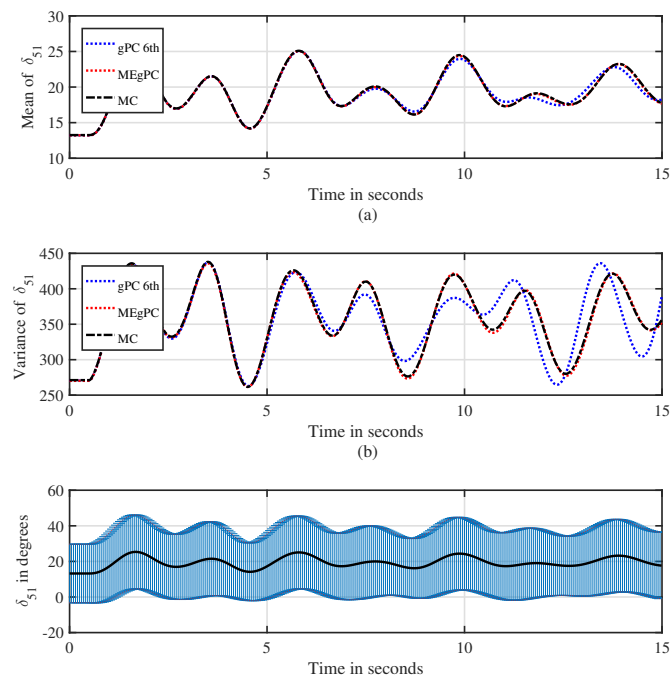 30
25
20
15
10
Mean of δ51
gPC 6th
MEgPC
MC
0 5 10 15
Time in seconds
(a)
450
400
350
300
250
Variance of δ51
gPC 6th
MEgPC
MC
0 5 10 15
Time in seconds
(b)
60
40
20
0
-20
δ51 in degrees
0 5 10 15
Time in seconds